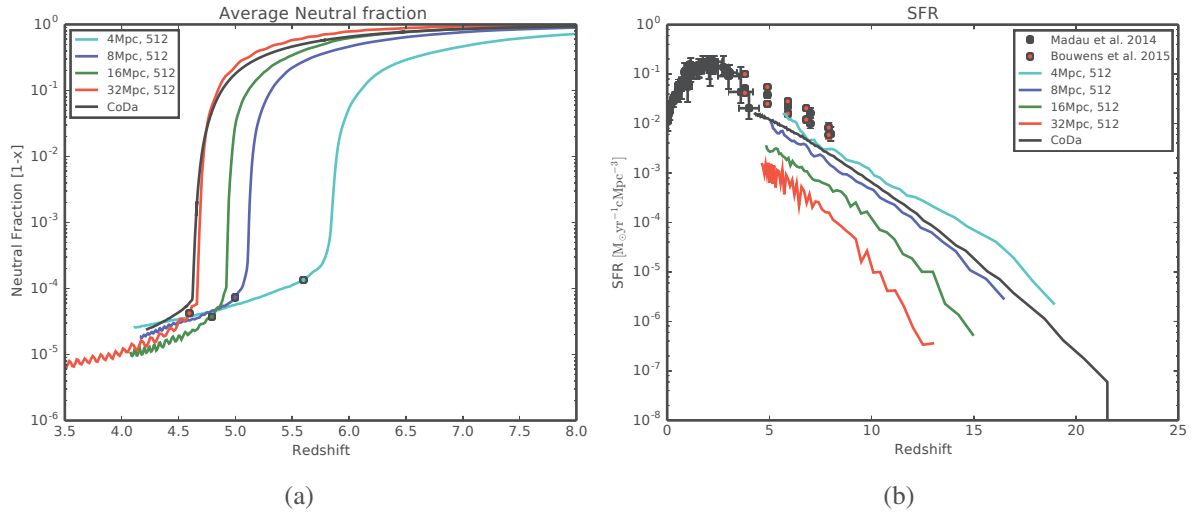 Average Neutral fraction
4Mpc, 512
8Mpc, 512
16Mpc, 512
32Mpc, 512
CoDa
Neutral Fraction [1-x]
10^0
10^-1
10^-2
10^-3
10^-4
10^-5
10^-6
3.5 4.0 4.5 5.0 5.5 6.0 6.5 7.0 7.5 8.0
Redshift
(a)
SFR
Madau et al. 2014
Bouwens et al. 2015
4Mpc, 512
8Mpc, 512
16Mpc, 512
32Mpc, 512
CoDa
SFR [M⊙yr^-1cMpc^-3]
10^0
10^-1
10^-2
10^-3
10^-4
10^-5
10^-6
10^-7
10^-8
0 5 10 15 20 25
Redshift
(b)